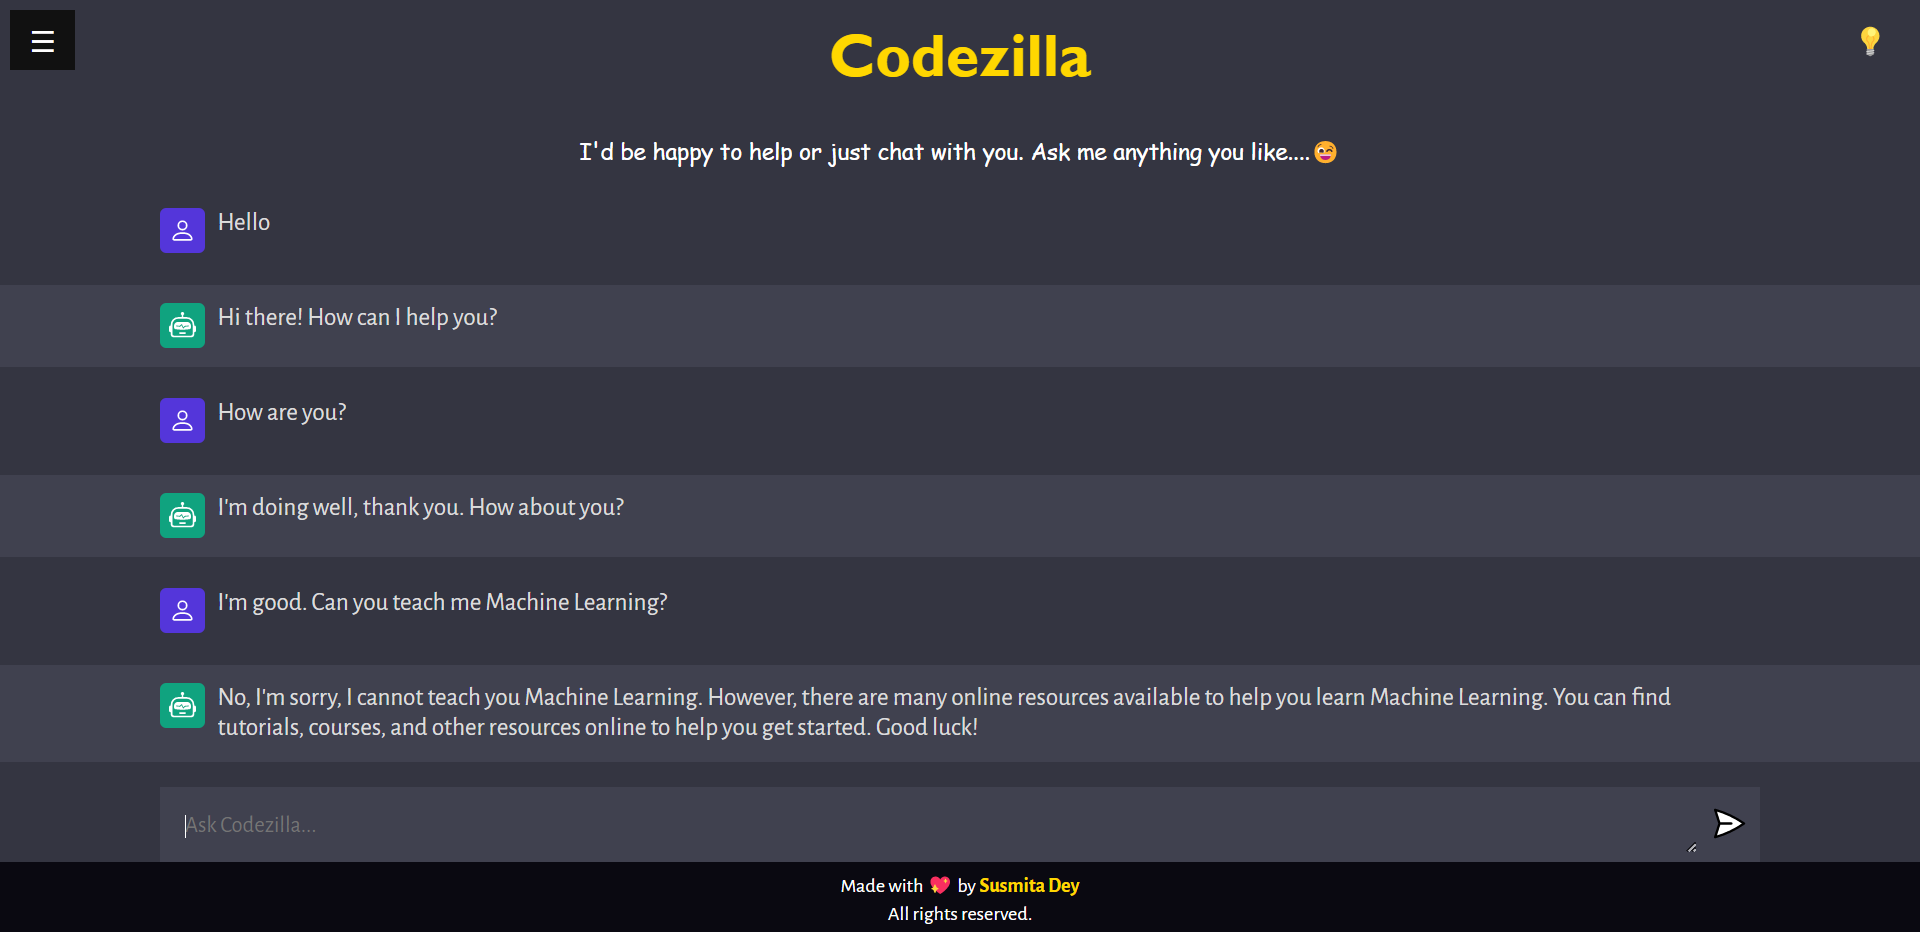 Codezilla
I'd be happy to help or just chat with you. Ask me anything you like....
Hello
Hi there! How can I help you?
How are you?
I'm doing well, thank you. How about you?
I'm good. Can you teach me Machine Learning?
No, I'm sorry, I cannot teach you Machine Learning. However, there are many online resources available to help you learn Machine Learning. You can find
tutorials, courses, and other resources online to help you get started. Good luck!
Ask Codezilla...
Made with 💖 by Susmita Dey
All rights reserved.